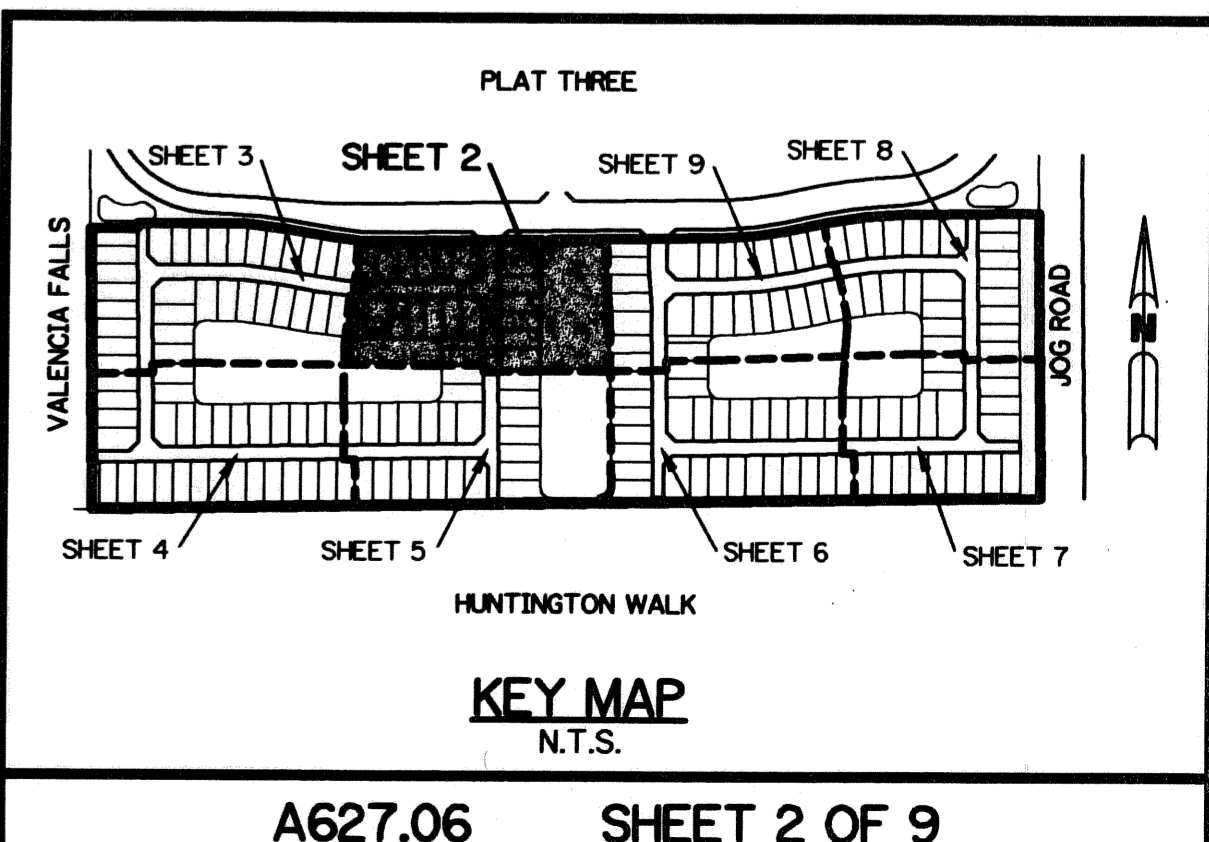 PLAT THREE
SHEET 3
SHEET 2
SHEET 9
SHEET 8
VALENCIA FALLS
JOG ROAD
N
SHEET 4
SHEET 5
SHEET 6
SHEET 7
HUNTINGTON WALK
KEY MAP
N.T.S.
A627.06 SHEET 2 OF 9